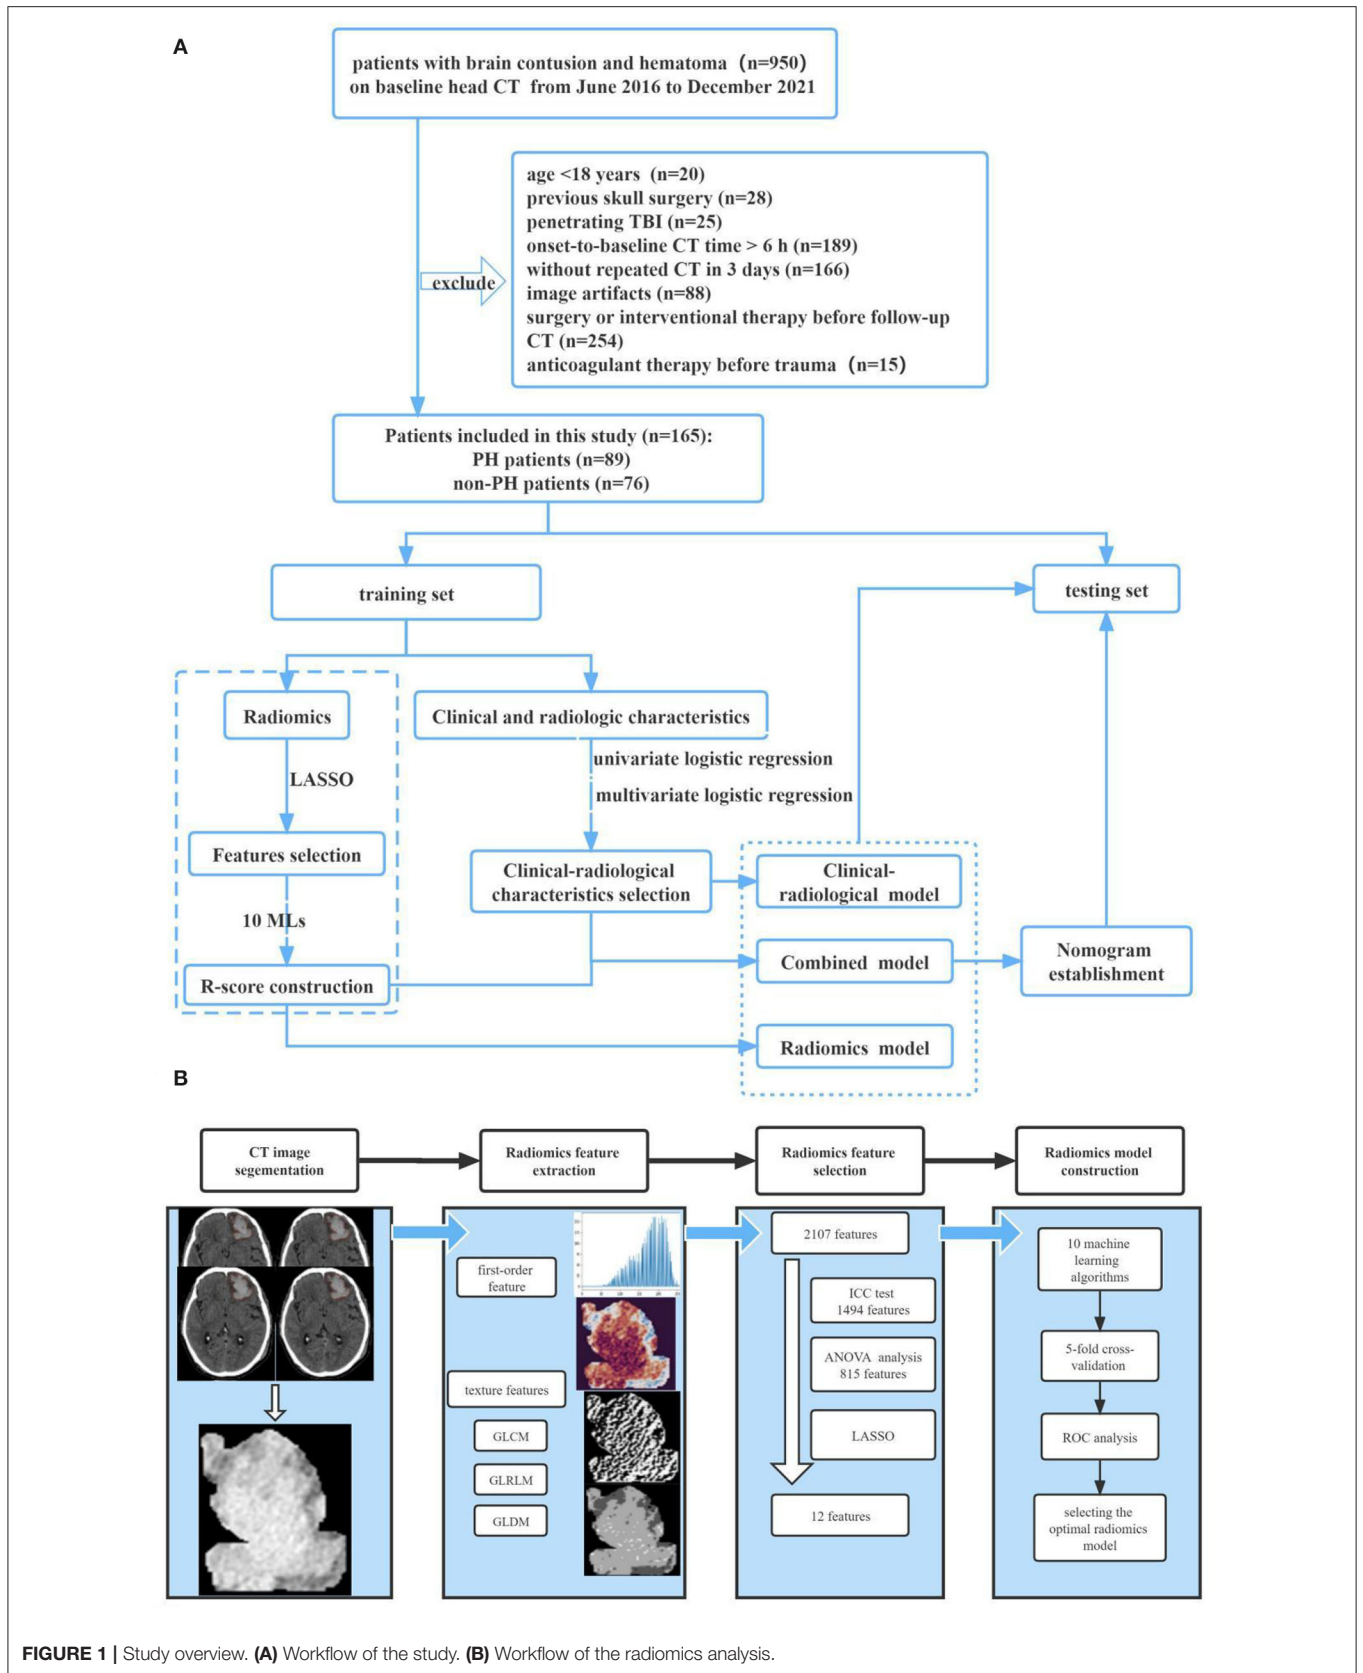 A
patients with brain contusion and hematoma (n=950)
on baseline head CT from June 2016 to December 2021
age <18 years (n=20)
previous skull surgery (n=28)
penetrating TBI (n=25)
onset-to-baseline CT time > 6 h (n=189)
without repeated CT in 3 days (n=166)
image artifacts (n=88)
surgery or interventional therapy before follow-up
CT (n=254)
anticoagulant therapy before trauma (n=15)
exclude
Patients included in this study (n=165):
PH patients (n=89)
non-PH patients (n=76)
training set
testing set
Radiomics
Clinical and radiologic characteristics
LASSO
univariate logistic regression
multivariate logistic regression
Features selection
Clinical-radiological
characteristics selection
Clinical-
radiological model
10 MLs
Combined model
Nomogram
establishment
R-score construction
Radiomics model
B
CT image
segementation
Radiomics feature
extraction
Radiomics feature
selection
Radiomics model
construction
first-order
feature
texture features
GLCM
GLRLM
GLDM
2107 features
ICC test
1494 features
ANOVA analysis
815 features
LASSO
12 features
10 machine
learning
algorithms
5-fold cross-
validation
ROC analysis
selecting the
optimal radiomics
model
FIGURE 1 | Study overview. (A) Workflow of the study. (B) Workflow of the radiomics analysis.